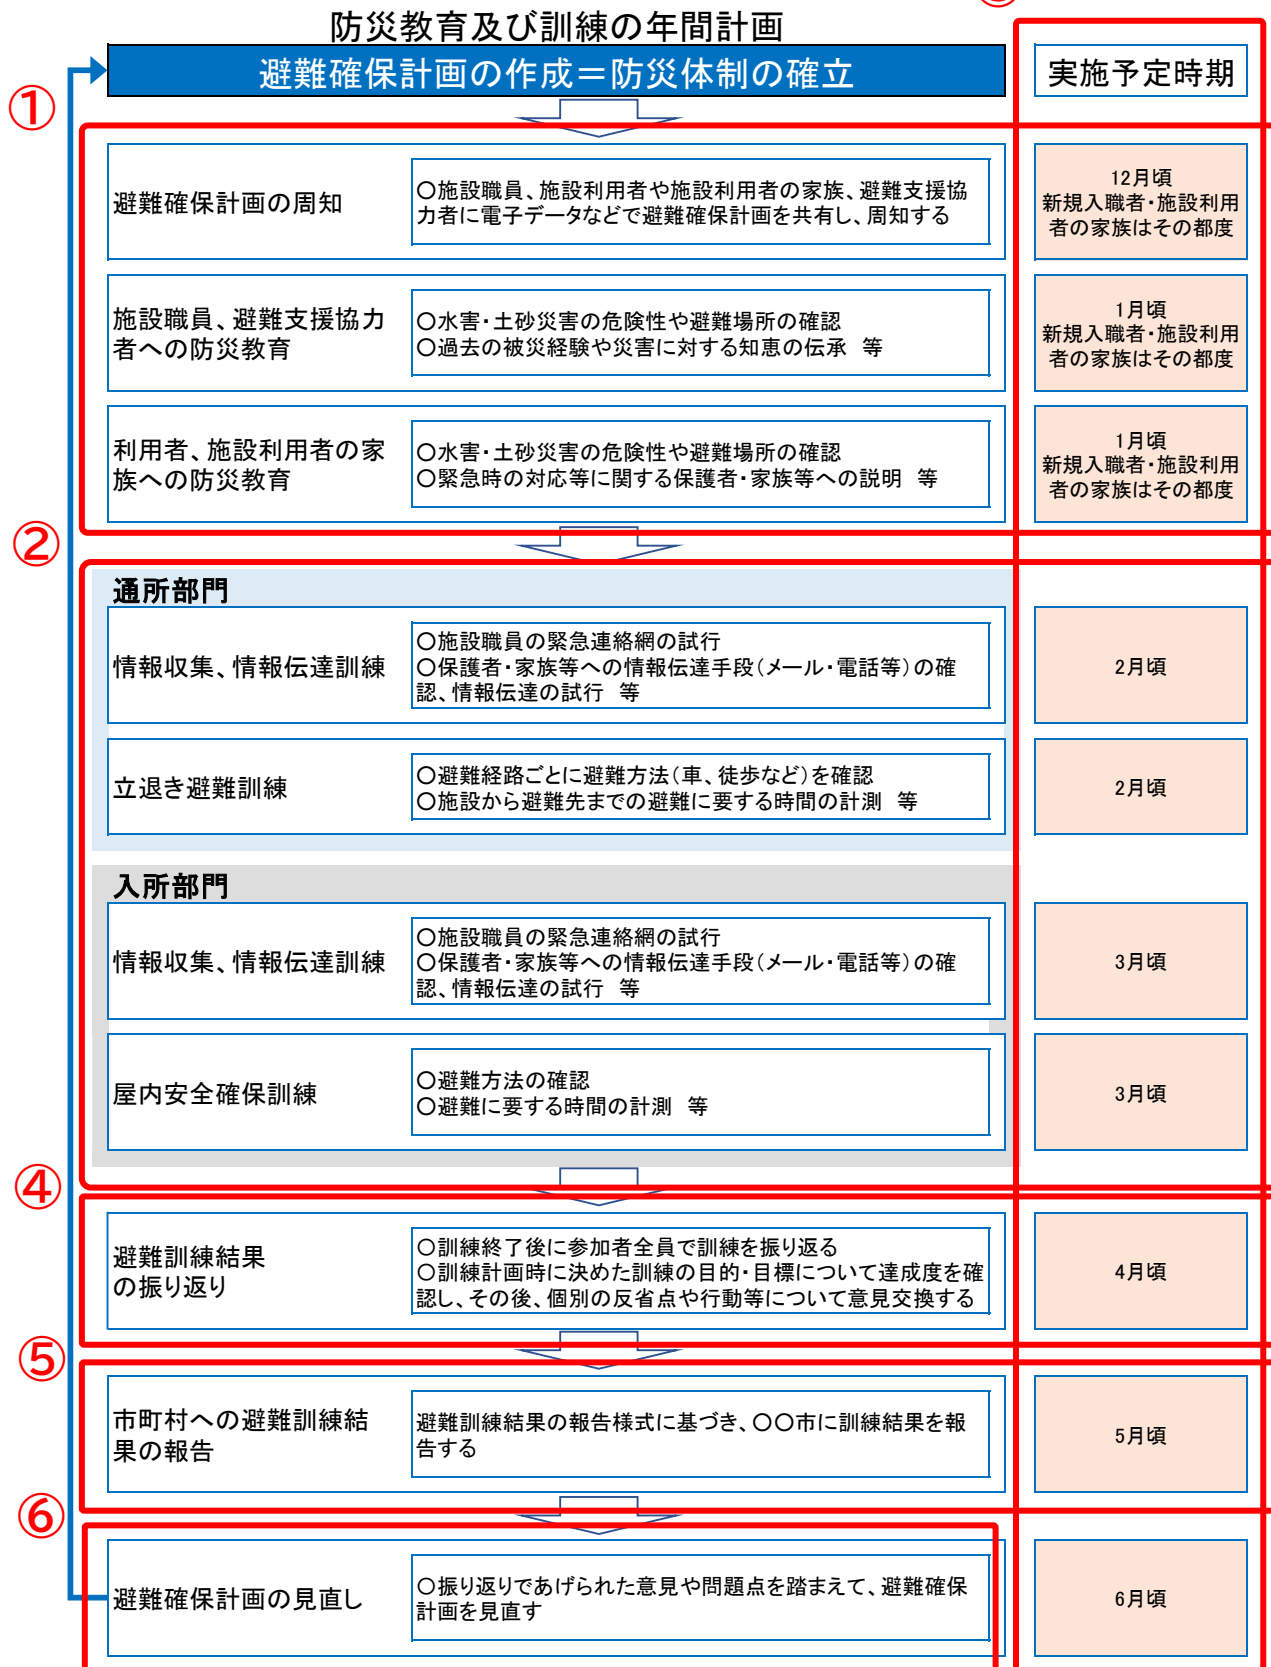 防災教育及び訓練の年間計画
避難確保計画の作成＝防災体制の確立
実施予定時期
①
避難確保計画の周知
〇施設職員、施設利用者や施設利用者の家族、避難支援協
力者に電子データなどで避難確保計画を共有し、周知する
12月頃
新規入職者・施設利用
者の家族はその都度
施設職員、避難支援協力
者への防災教育
〇水害・土砂災害の危険性や避難場所の確認
〇過去の被災経験や災害に対する知恵の伝承　等
1月頃
新規入職者・施設利用
者の家族はその都度
利用者、施設利用者の家
族への防災教育
〇水害・土砂災害の危険性や避難場所の確認
〇緊急時の対応等に関する保護者・家族等への説明　等
1月頃
新規入職者・施設利用
者の家族はその都度
②
通所部門
情報収集、情報伝達訓練
〇施設職員の緊急連絡網の試行
〇保護者・家族等への情報伝達手段（メール・電話等）の確
認、情報伝達の試行　等
2月頃
立退き避難訓練
〇避難経路ごとに避難方法（車、徒歩など）を確認
〇施設から避難先までの避難に要する時間の計測　等
2月頃
入所部門
情報収集、情報伝達訓練
〇施設職員の緊急連絡網の試行
〇保護者・家族等への情報伝達手段（メール・電話等）の確
認、情報伝達の試行　等
3月頃
屋内安全確保訓練
〇避難方法の確認
〇避難に要する時間の計測　等
3月頃
④
避難訓練結果
の振り返り
〇訓練終了後に参加者全員で訓練を振り返る
〇訓練計画時に決めた訓練の目的・目標について達成度を確
認し、その後、個別の反省点や行動等について意見交換する
4月頃
⑤
市町村への避難訓練結
果の報告
避難訓練結果の報告様式に基づき、〇〇市に訓練結果を報
告する
5月頃
⑥
避難確保計画の見直し
〇振り返りであげられた意見や問題点を踏まえて、避難確保
計画を見直す
6月頃